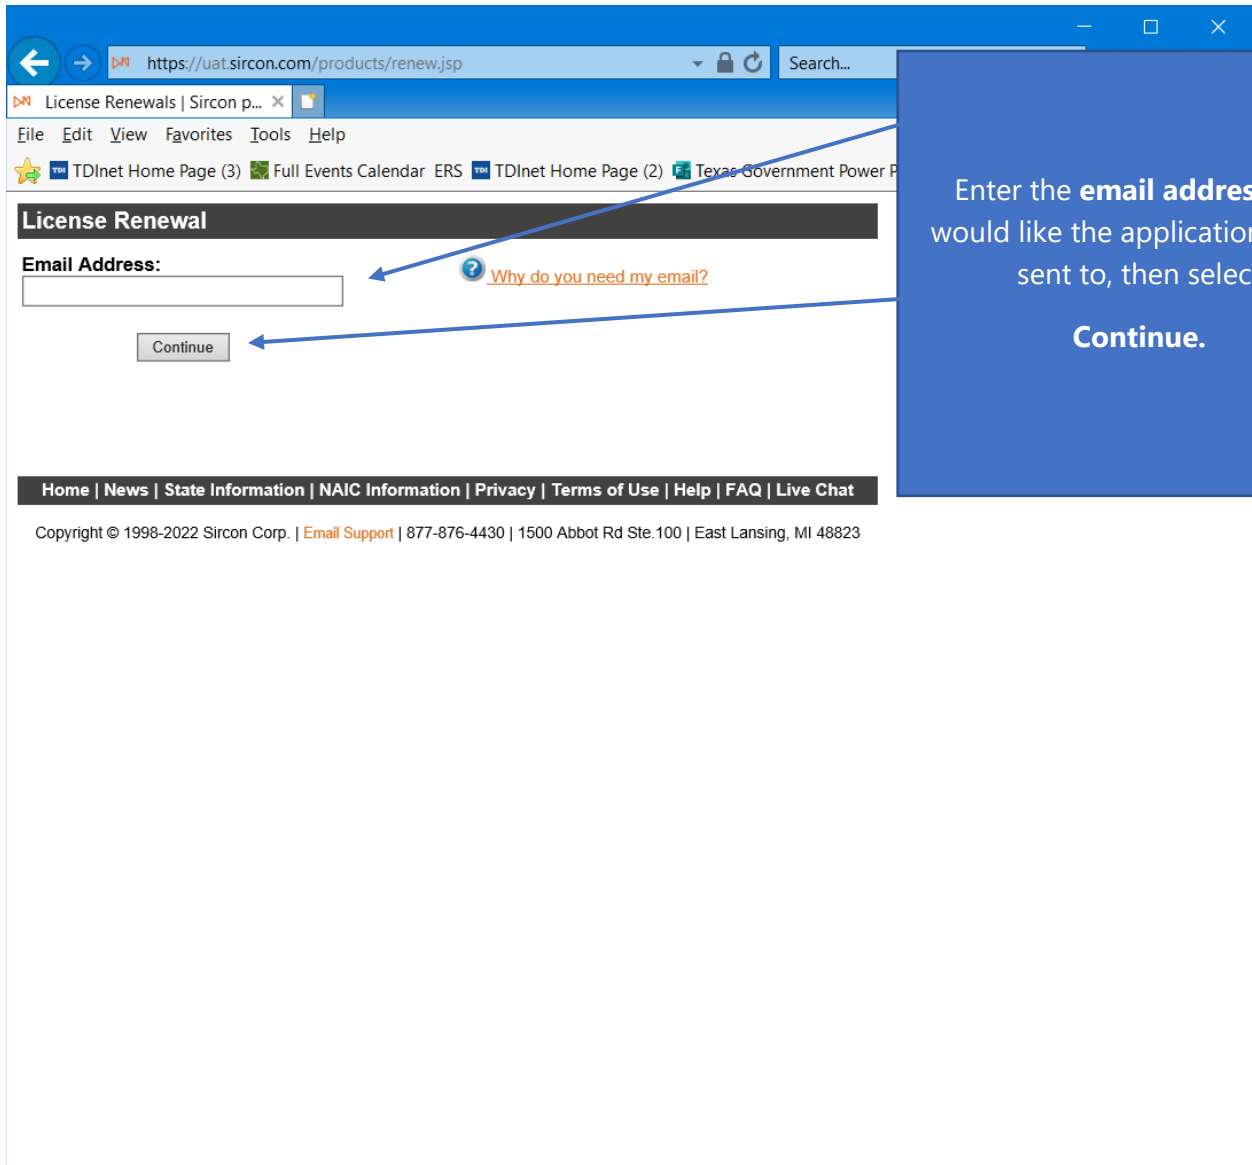 https://uat.sircon.com/products/renew.jsp
Search...
License Renewals | Sircon p...
File Edit View Favorites Tools Help
TDI TDInet Home Page (3) Full Events Calendar ERS TDI TDInet Home Page (2) Texas Government Power P
License Renewal
Email Address:
Why do you need my email?
Continue
Enter the email addres
would like the application
sent to, then selec
Continue.
Home | News | State Information | NAIC Information | Privacy | Terms of Use | Help | FAQ | Live Chat
Copyright © 1998-2022 Sircon Corp. | Email Support | 877-876-4430 | 1500 Abbot Rd Ste.100 | East Lansing, MI 48823